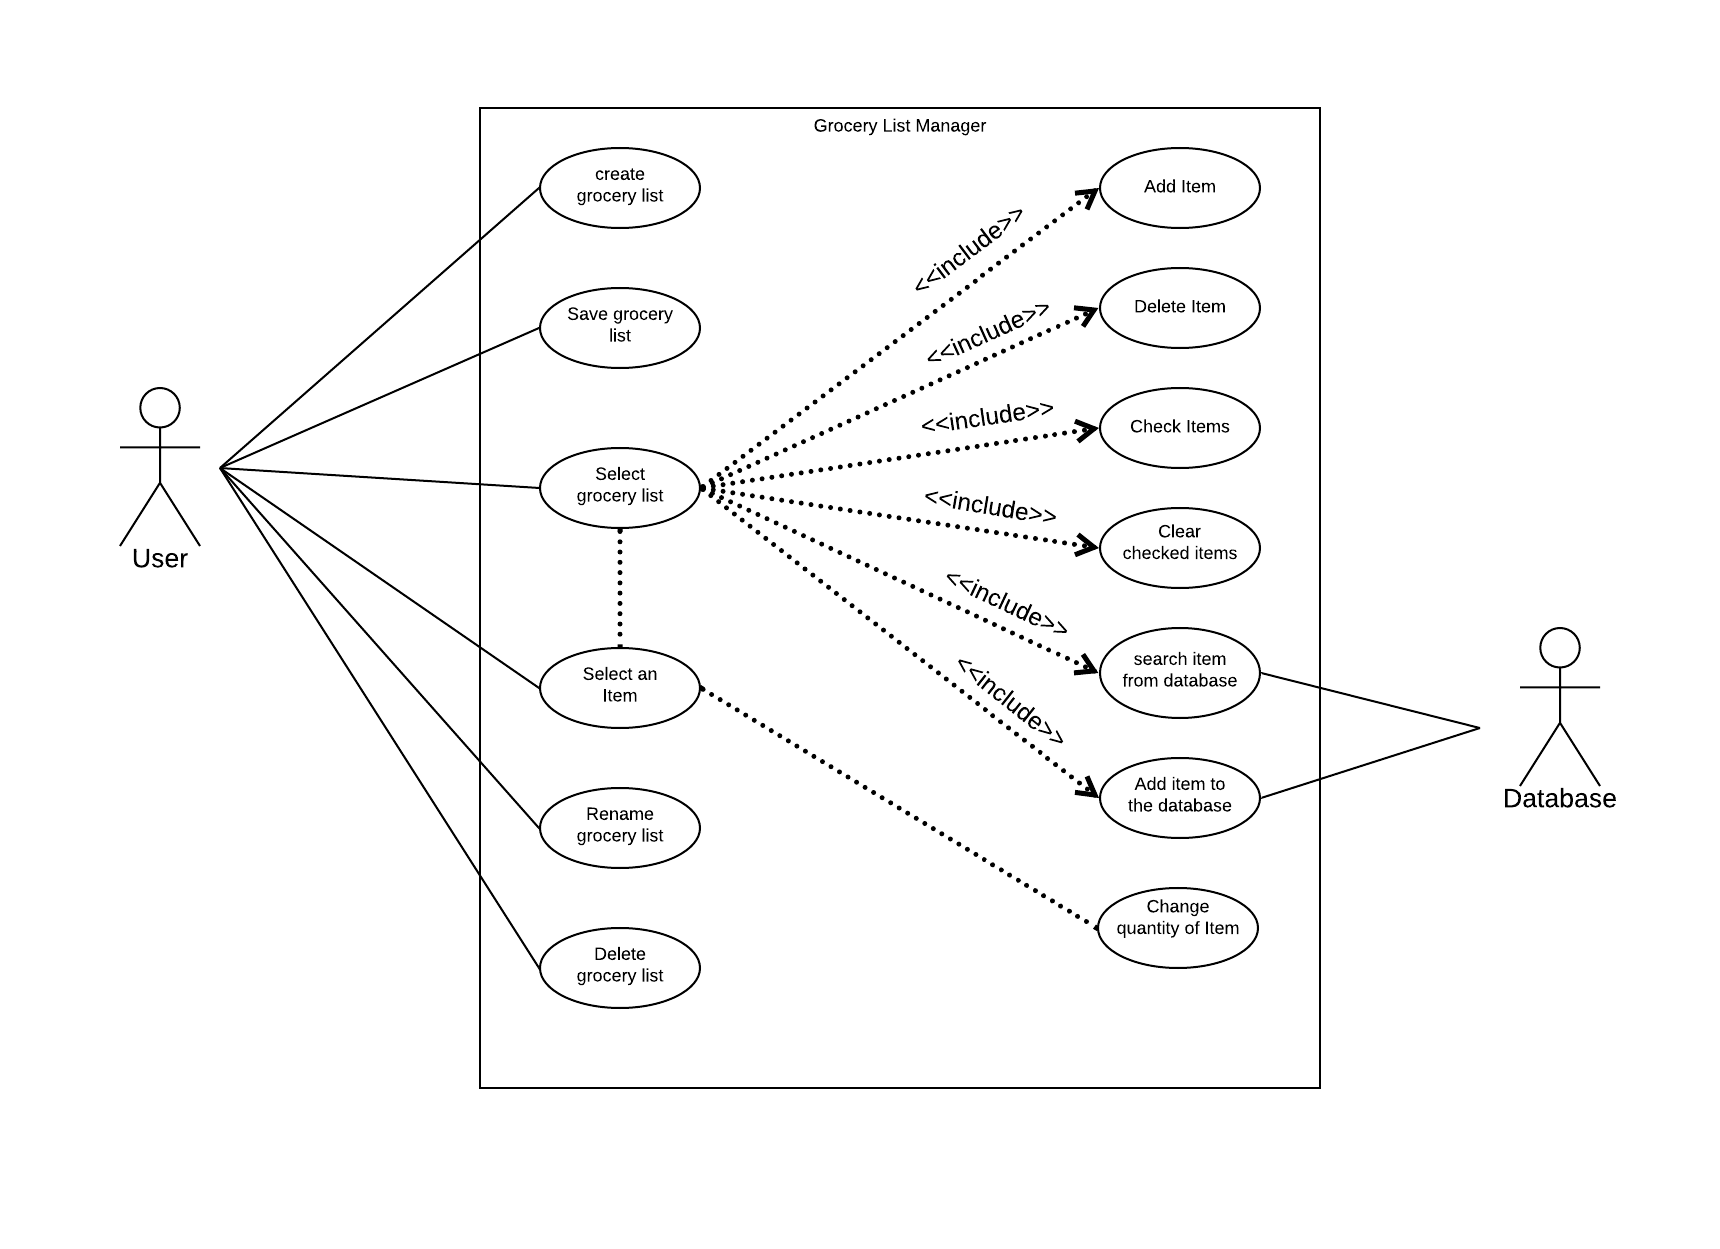 Grocery List Manager
create
grocery list
Save grocery
list
Select
grocery list
Select an
Item
Rename
grocery list
Delete
grocery list
<<include>>
<<include>>
<<include>>
<<include>>
<<include>>
<<include>>
Add Item
Delete Item
Check Items
Clear
checked items
search item
from database
Add item to
the database
Change
quantity of Item
User
Database